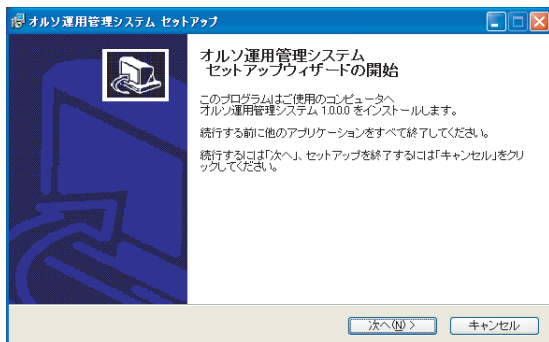 オルソ運用管理システム セットアップ
オルソ運用管理システム
セットアップウィザードの開始
このプログラムはご使用のコンピュータへ
オルソ運用管理システム 1.0.0.0 をインストールします。
続行する前に他のアプリケーションをすべて終了してください。
続行するには「次へ」、セットアップを終了するには「キャンセル」をクリ
ックしてください。
次へ(N) > キャンセル